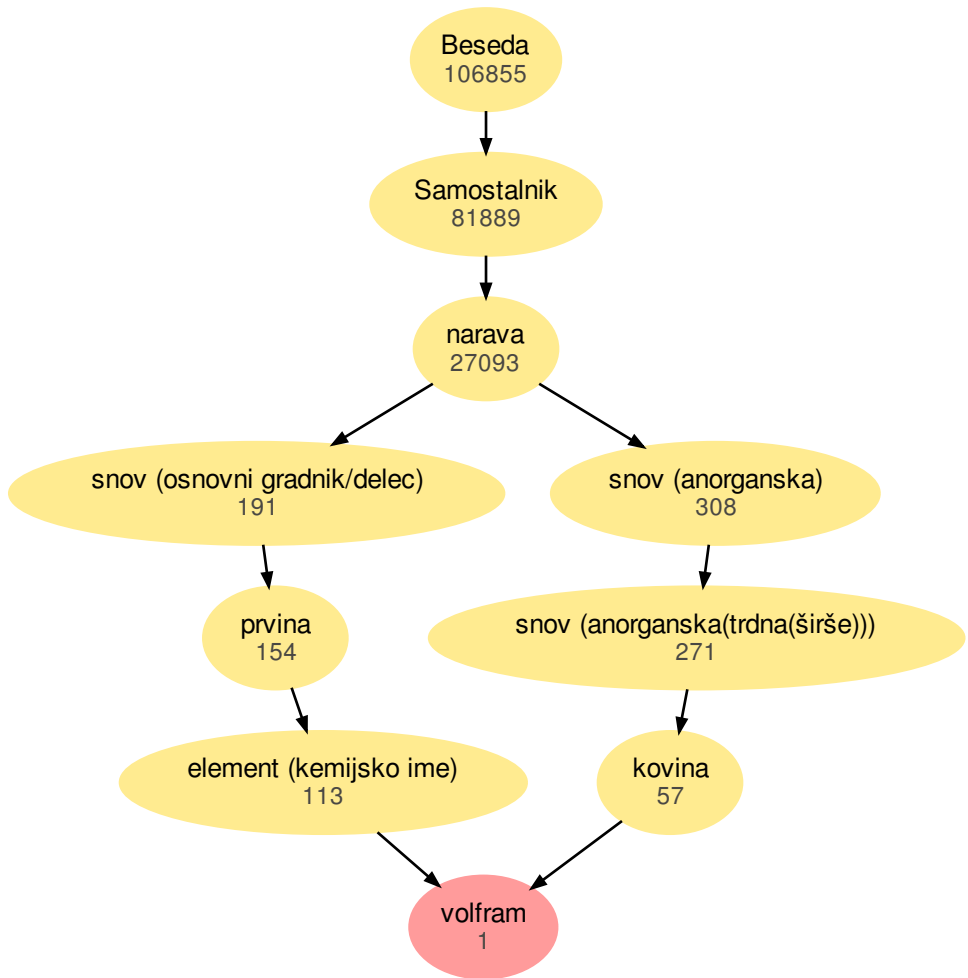 Beseda
106855
Samostalnik
81889
narava
27093
snov (osnovni gradnik/delec)
191
snov (anorganska)
308
prvina
154
snov (anorganska(trdna(širše)))
271
element (kemijsko ime)
113
kovina
57
volfram
1